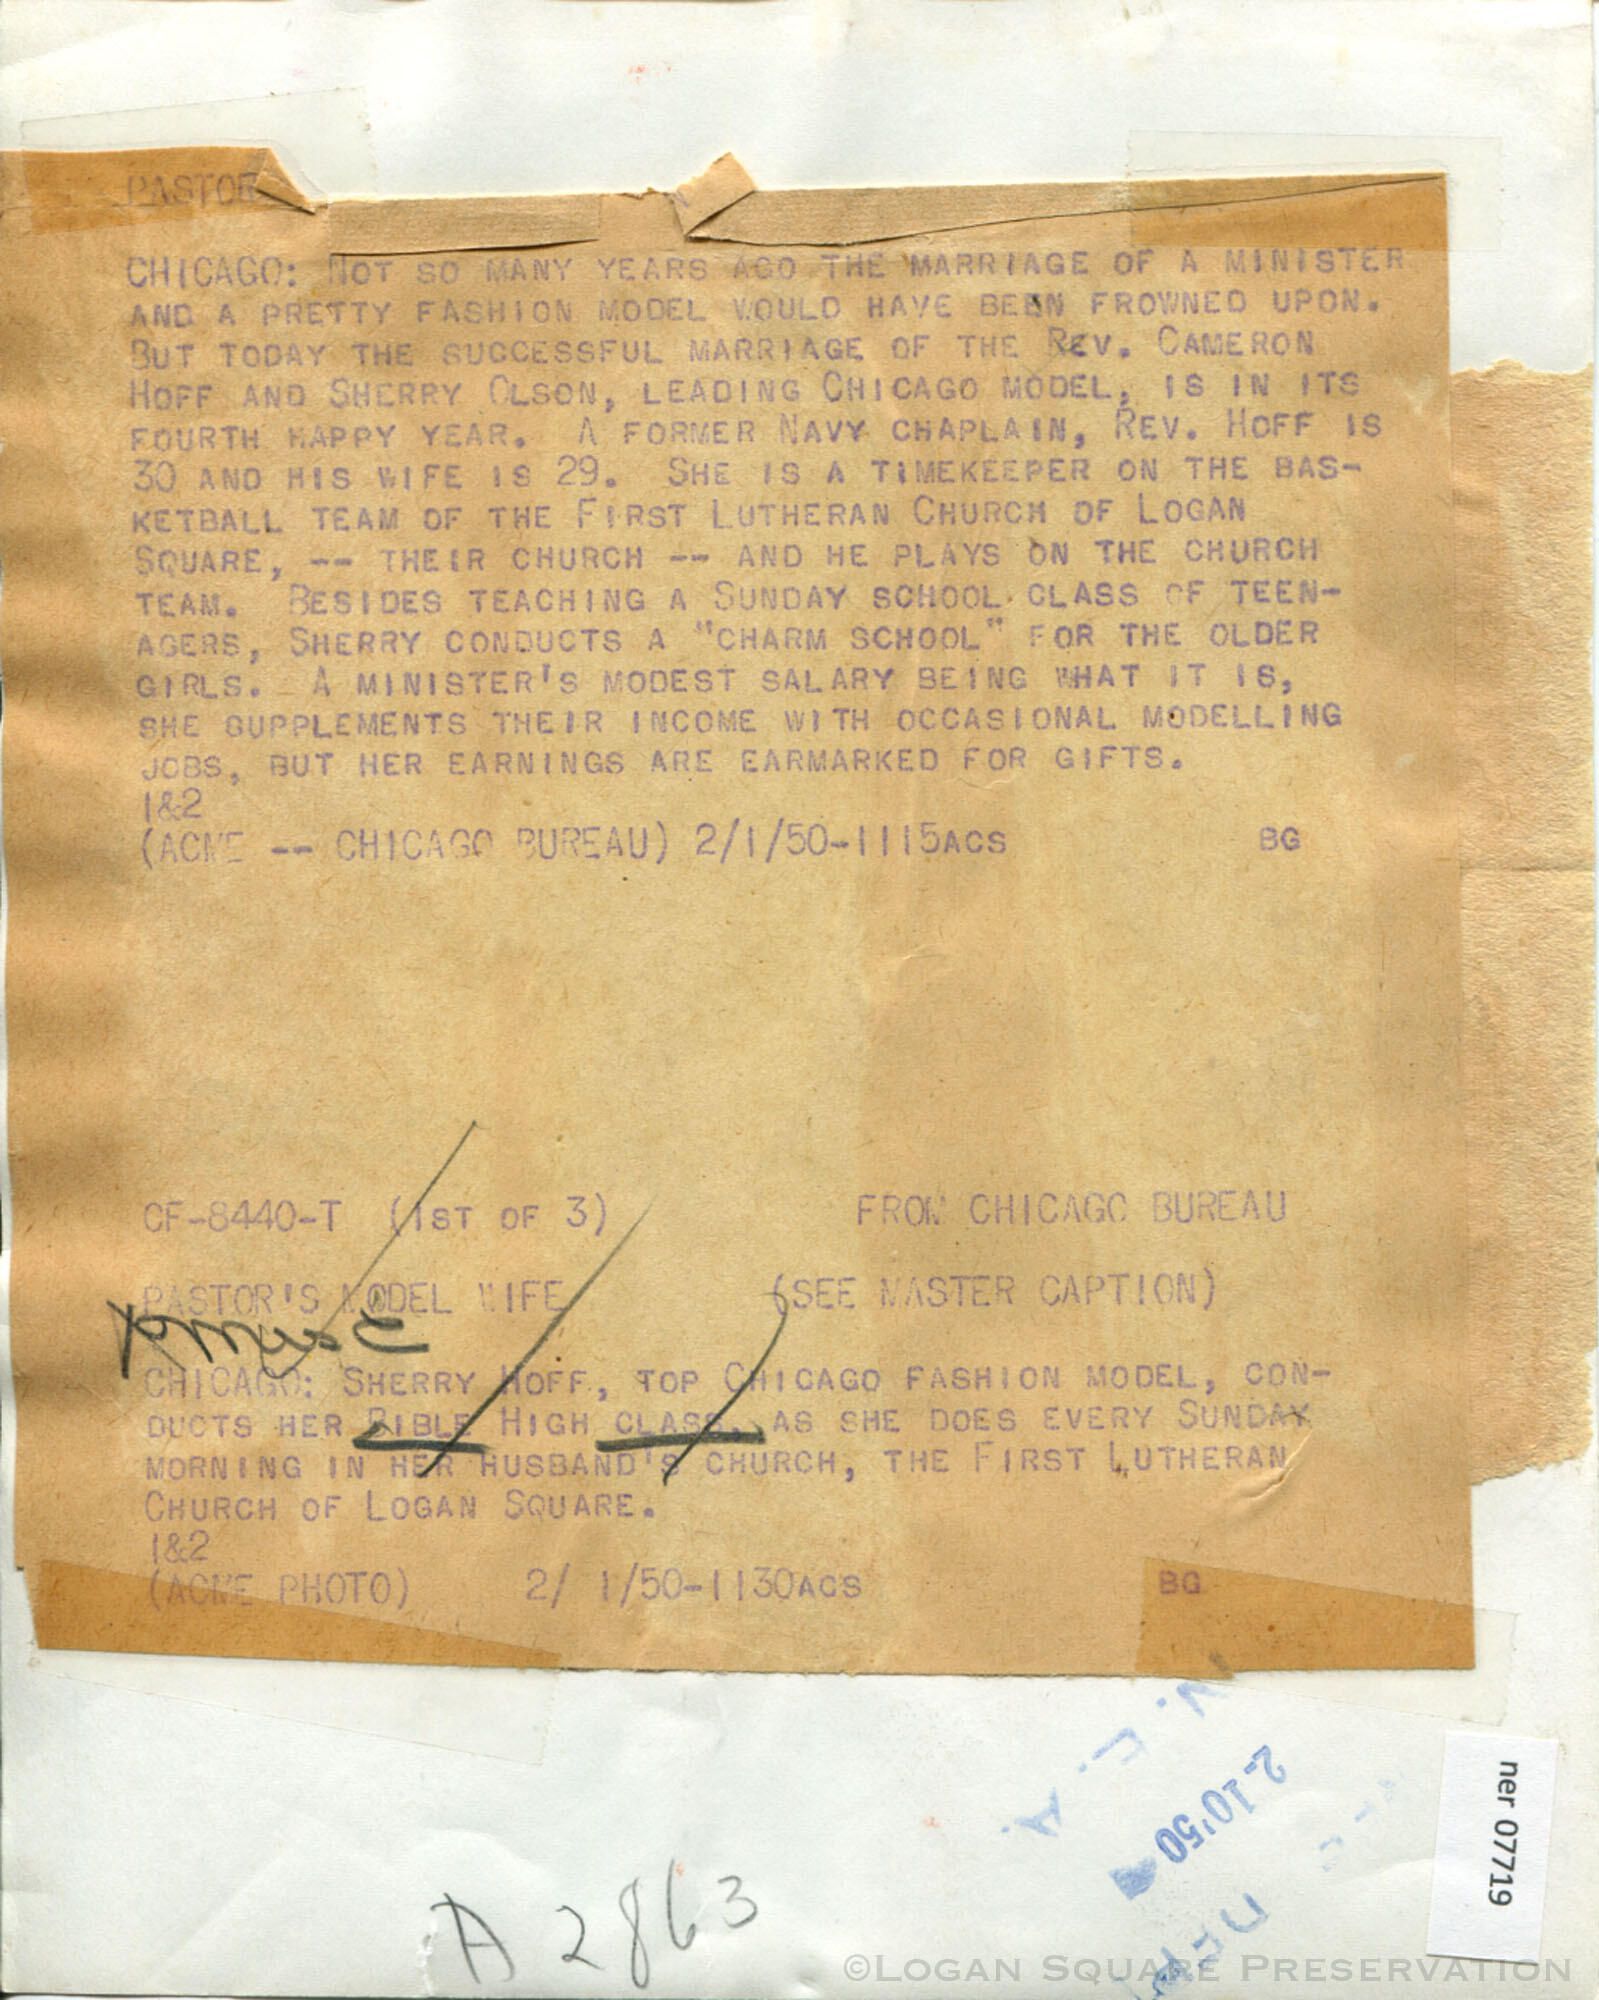 PASTOR
CHICAGO: NOT SO MANY YEARS AGO THE MARRIAGE OF A MINISTER
AND A PRETTY FASHION MODEL WOULD HAVE BEEN FROWNED UPON.
BUT TODAY THE SUCCESSFUL MARRIAGE OF THE REV. CAMERON
HOFF AND SHERRY OLSON, LEADING CHICAGO MODEL, IS IN ITS
FOURTH HAPPY YEAR. A FORMER NAVY CHAPLAIN, REV. HOFF IS
30 AND HIS WIFE IS 29. SHE IS A TIMEKEEPER ON THE BAS-
KETBALL TEAM OF THE FIRST LUTHERAN CHURCH OF LOGAN
SQUARE, -- THEIR CHURCH -- AND HE PLAYS ON THE CHURCH
TEAM. BESIDES TEACHING A SUNDAY SCHOOL CLASS OF TEEN-
AGERS, SHERRY CONDUCTS A "CHARM SCHOOL" FOR THE OLDER
GIRLS. A MINISTER'S MODEST SALARY BEING WHAT IT IS,
SHE SUPPLEMENTS THEIR INCOME WITH OCCASIONAL MODELLING
JOBS, BUT HER EARNINGS ARE EARMARKED FOR GIFTS.
1&2
(ACME -- CHICAGO BUREAU) 2/1/50-1115ACS BG
CF-8440-T (1ST OF 3) FROM CHICAGO BUREAU
PASTOR'S MODEL WIFE (SEE MASTER CAPTION)
CHICAGO: SHERRY HOFF, TOP CHICAGO FASHION MODEL, CON-
DUCTS HER BIBLE HIGH CLASS, AS SHE DOES EVERY SUNDAY
MORNING IN HER HUSBAND'S CHURCH, THE FIRST LUTHERAN
CHURCH OF LOGAN SQUARE.
1&2
(ACME PHOTO) 2/ 1/50-1130ACS BG
2-10'50
ner 07719
A 2863
©LOGAN SQUARE PRESERVATION